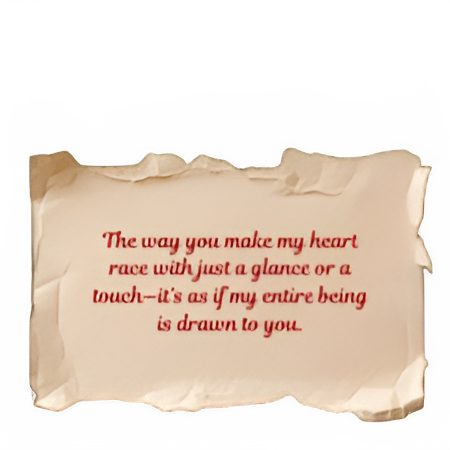 The way you make my heart
race with just a glance or a
touch—it's as if my entire being
is drawn to you.